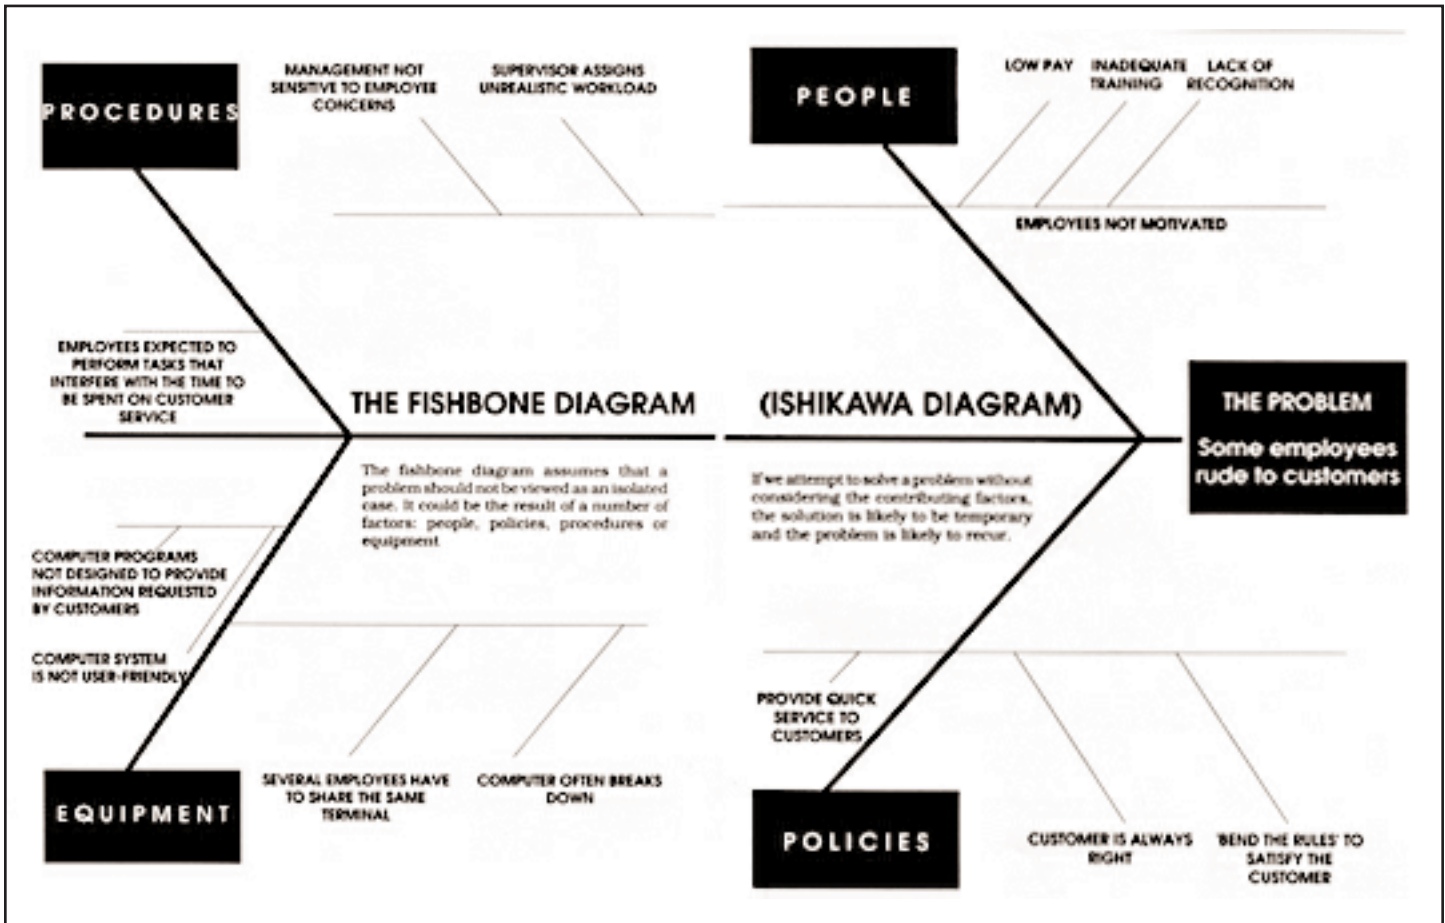 PROCEDURES
MANAGEMENT NOT
SENSITIVE TO EMPLOYEE
CONCERNS
SUPERVISOR ASSIGNS
UNREALISTIC WORKLOAD
PEOPLE
LOW PAY
INADEQUATE
TRAINING
LACK OF
RECOGNITION
EMPLOYEES NOT MOTIVATED
EMPLOYEES EXPECTED TO
PERFORM TASKS THAT
INTERFERE WITH THE TIME TO
BE SPENT ON CUSTOMER
SERVICE
THE FISHBONE DIAGRAM
(ISHIKAWA DIAGRAM)
THE PROBLEM
Some employees
rude to customers
The fishbone diagram assumes that a
problem should not be viewed as an isolated
case. It could be the result of a number of
factors: people, policies, procedures or
equipment
If we attempt to solve a problem without
considering the contributing factors,
the solution is likely to be temporary
and the problem is likely to recur.
COMPUTER PROGRAMS
NOT DESIGNED TO PROVIDE
INFORMATION REQUESTED
BY CUSTOMERS
COMPUTER SYSTEM
IS NOT USER-FRIENDLY
PROVIDE QUICK
SERVICE TO
CUSTOMERS
EQUIPMENT
SEVERAL EMPLOYEES HAVE
TO SHARE THE SAME
TERMINAL
COMPUTER OFTEN BREAKS
DOWN
POLICIES
CUSTOMER IS ALWAYS
RIGHT
'BEND THE RULES' TO
SATISFY THE
CUSTOMER